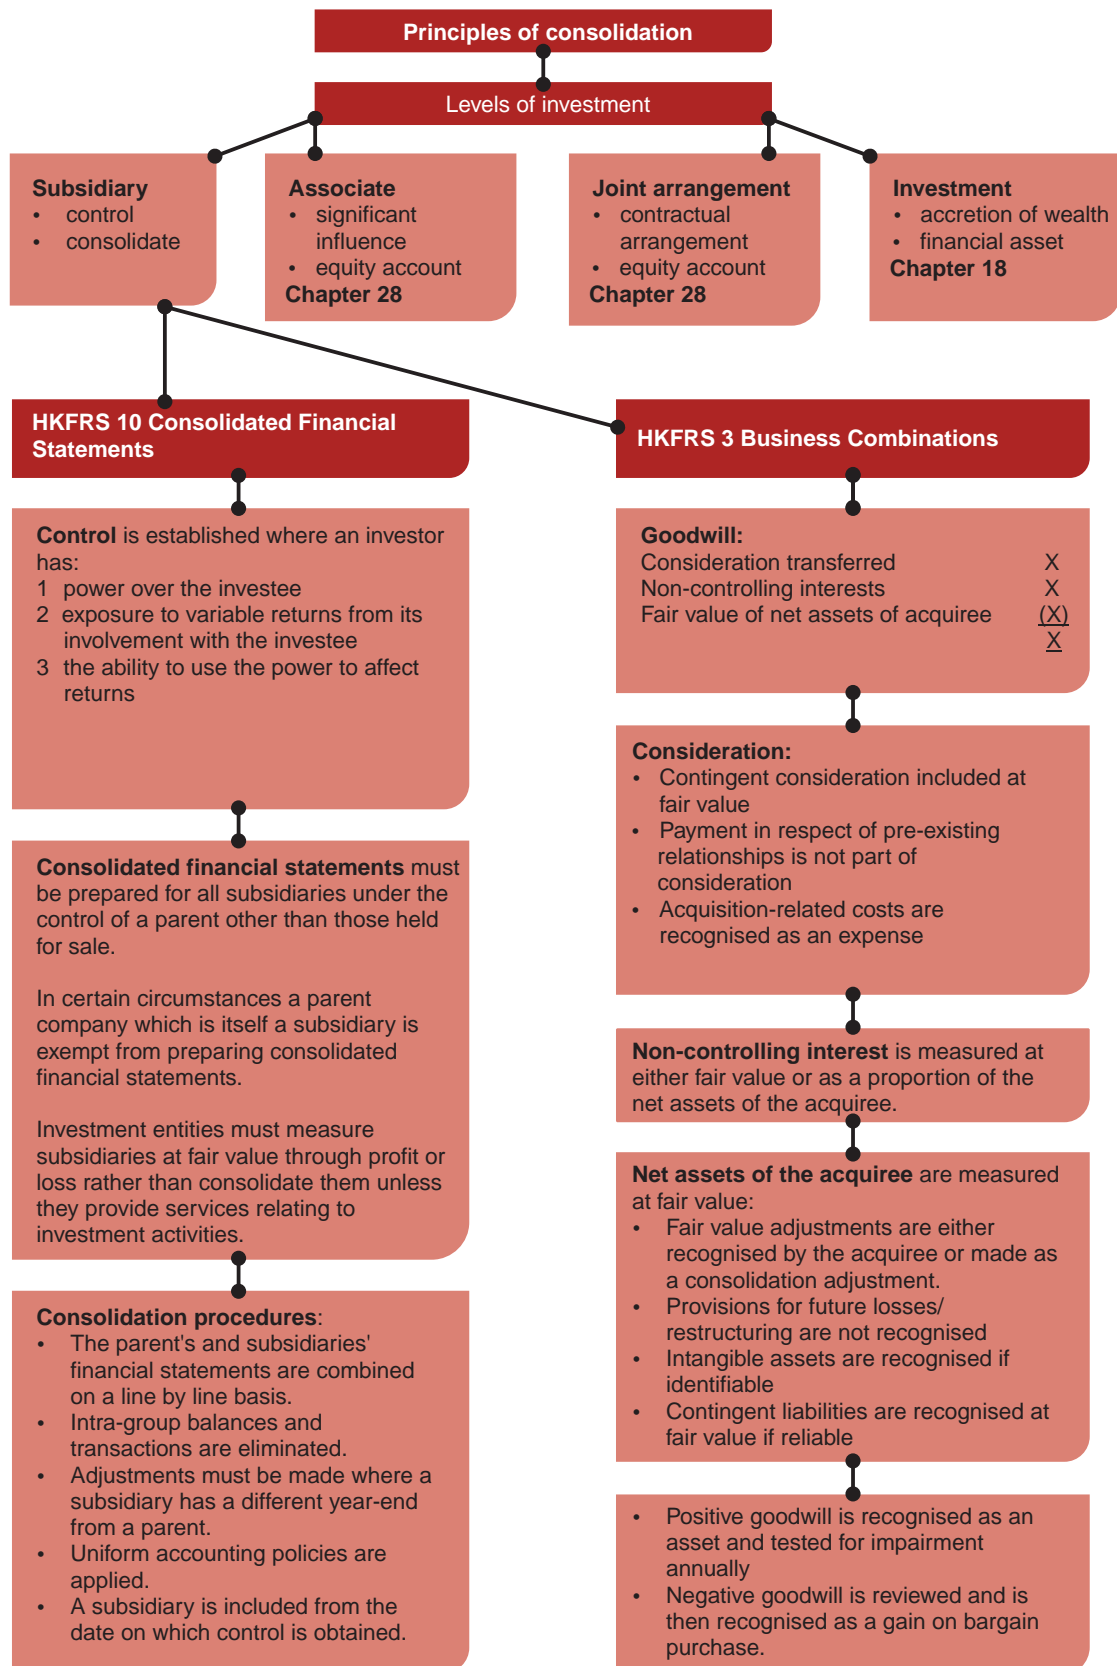 Principles of consolidation
Levels of investment
Subsidiary
• control
• consolidate
Associate
• significant
influence
• equity account
Chapter 28
Joint arrangement
• contractual
arrangement
• equity account
Chapter 28
Investment
• accretion of wealth
• financial asset
Chapter 18
HKFRS 10 Consolidated Financial
Statements
Control is established where an investor
has:
1 power over the investee
2 exposure to variable returns from its
involvement with the investee
3 the ability to use the power to affect
returns
Consolidated financial statements must
be prepared for all subsidiaries under the
control of a parent other than those held
for sale.
In certain circumstances a parent
company which is itself a subsidiary is
exempt from preparing consolidated
financial statements.
Investment entities must measure
subsidiaries at fair value through profit or
loss rather than consolidate them unless
they provide services relating to
investment activities.
Consolidation procedures:
• The parent's and subsidiaries'
financial statements are combined
on a line by line basis.
• Intra-group balances and
transactions are eliminated.
• Adjustments must be made where a
subsidiary has a different year-end
from a parent.
• Uniform accounting policies are
applied.
• A subsidiary is included from the
date on which control is obtained.
HKFRS 3 Business Combinations
Goodwill:
Consideration transferred X
Non-controlling interests X
Fair value of net assets of acquiree (X)
X
Consideration:
• Contingent consideration included at
fair value
• Payment in respect of pre-existing
relationships is not part of
consideration
• Acquisition-related costs are
recognised as an expense
Non-controlling interest is measured at
either fair value or as a proportion of the
net assets of the acquiree.
Net assets of the acquiree are measured
at fair value:
• Fair value adjustments are either
recognised by the acquiree or made as
a consolidation adjustment.
• Provisions for future losses/
restructuring are not recognised
• Intangible assets are recognised if
identifiable
• Contingent liabilities are recognised at
fair value if reliable
• Positive goodwill is recognised as an
asset and tested for impairment
annually
• Negative goodwill is reviewed and is
then recognised as a gain on bargain
purchase.